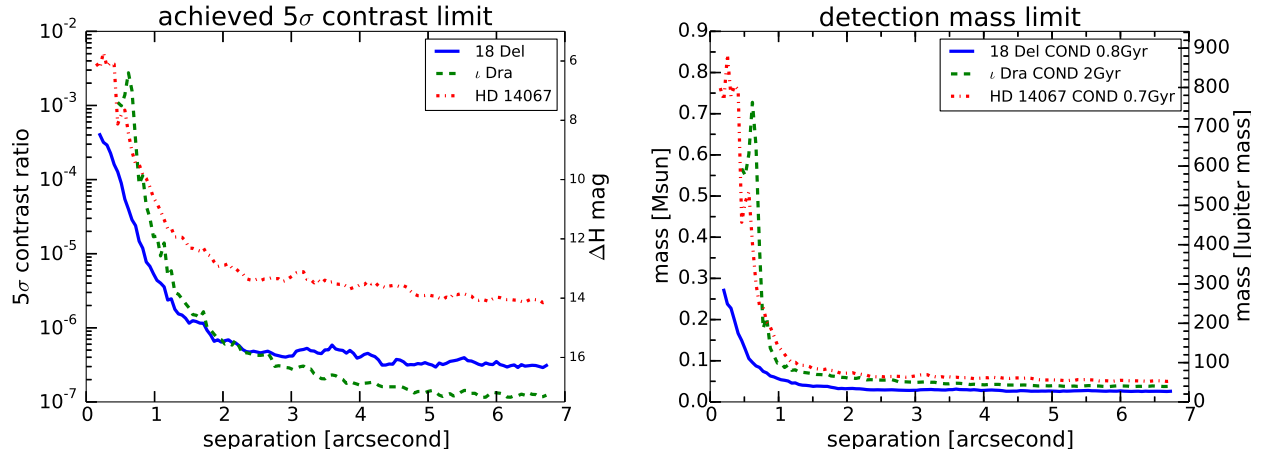 achieved 5σ contrast limit
10⁻²
10⁻³
10⁻⁴
10⁻⁵
10⁻⁶
10⁻⁷
5σ contrast ratio
18 Del
ι Dra
HD 14067
6
8
10
12
14
16
ΔH mag
0 1 2 3 4 5 6 7
separation [arcsecond]
detection mass limit
0.9
0.8
0.7
0.6
0.5
0.4
0.3
0.2
0.1
0.0
mass [Msun]
18 Del COND 0.8Gyr
ι Dra COND 2Gyr
HD 14067 COND 0.7Gyr
900
800
700
600
500
400
300
200
100
0
mass [Jupiter mass]
0 1 2 3 4 5 6 7
separation [arcsecond]